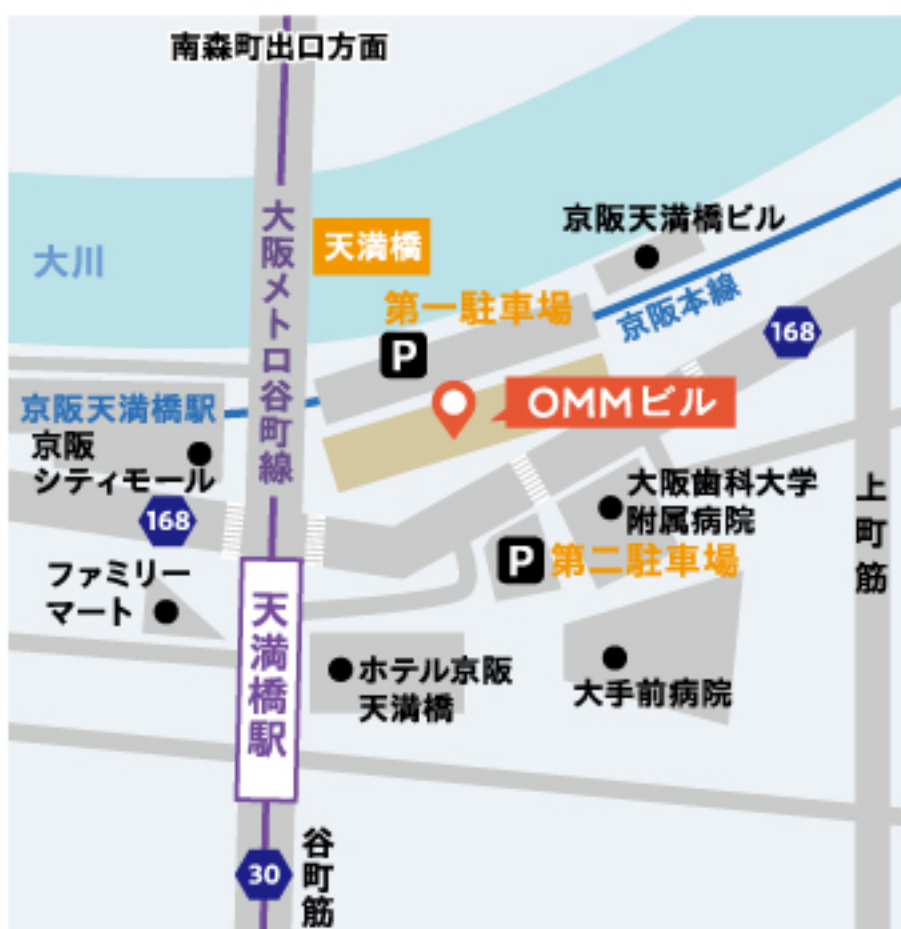 南森町出口方面
大阪メトロ谷町線
天満橋
京阪天満橋ビル
大川
第一駐車場
P
京阪本線
168
OMMビル
京阪天満橋駅
京阪
シティモール
168
大阪歯科大学
附属病院
上町筋
P
第二駐車場
ファミリー
マート
天満橋駅
ホテル京阪
天満橋
大手前病院
30
谷町筋